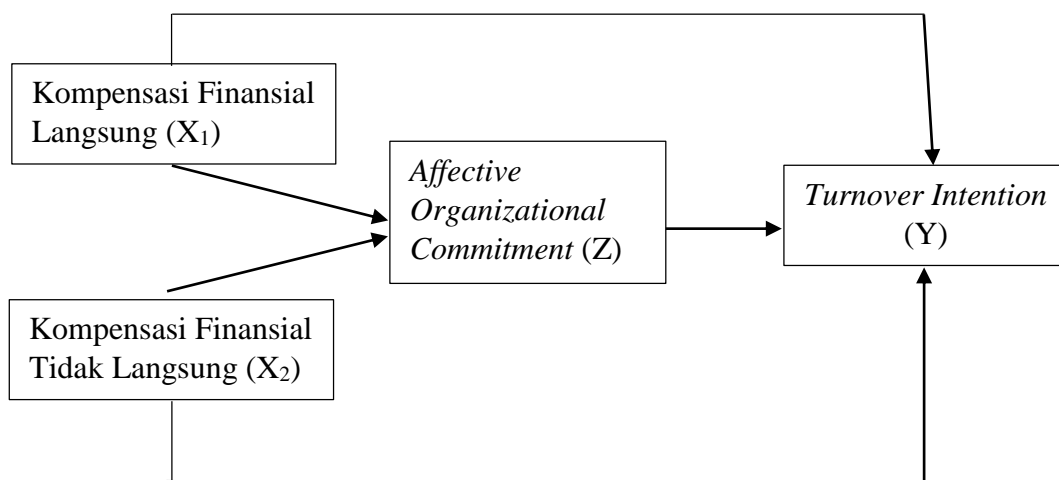 Kompensasi Finansial
Langsung (X₁)
Affective
Organizational
Commitment (Z)
Turnover Intention
(Y)
Kompensasi Finansial
Tidak Langsung (X₂)